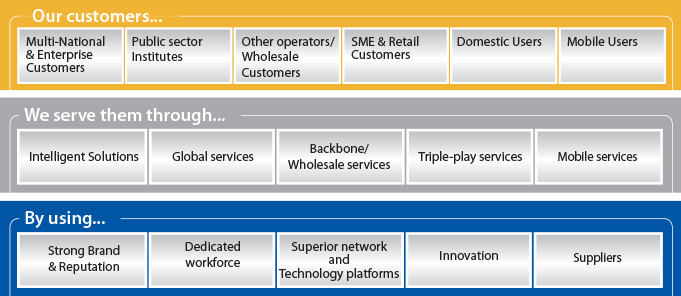 Our customers...
Multi-National
& Enterprise
Customers
Public sector
Institutes
Other operators/
Wholesale
Customers
SME & Retail
Customers
Domestic Users
Mobile Users
We serve them through...
Intelligent Solutions
Global services
Backbone/
Wholesale services
Triple-play services
Mobile services
By using...
Strong Brand
& Reputation
Dedicated
workforce
Superior network
and
Technology platforms
Innovation
Suppliers